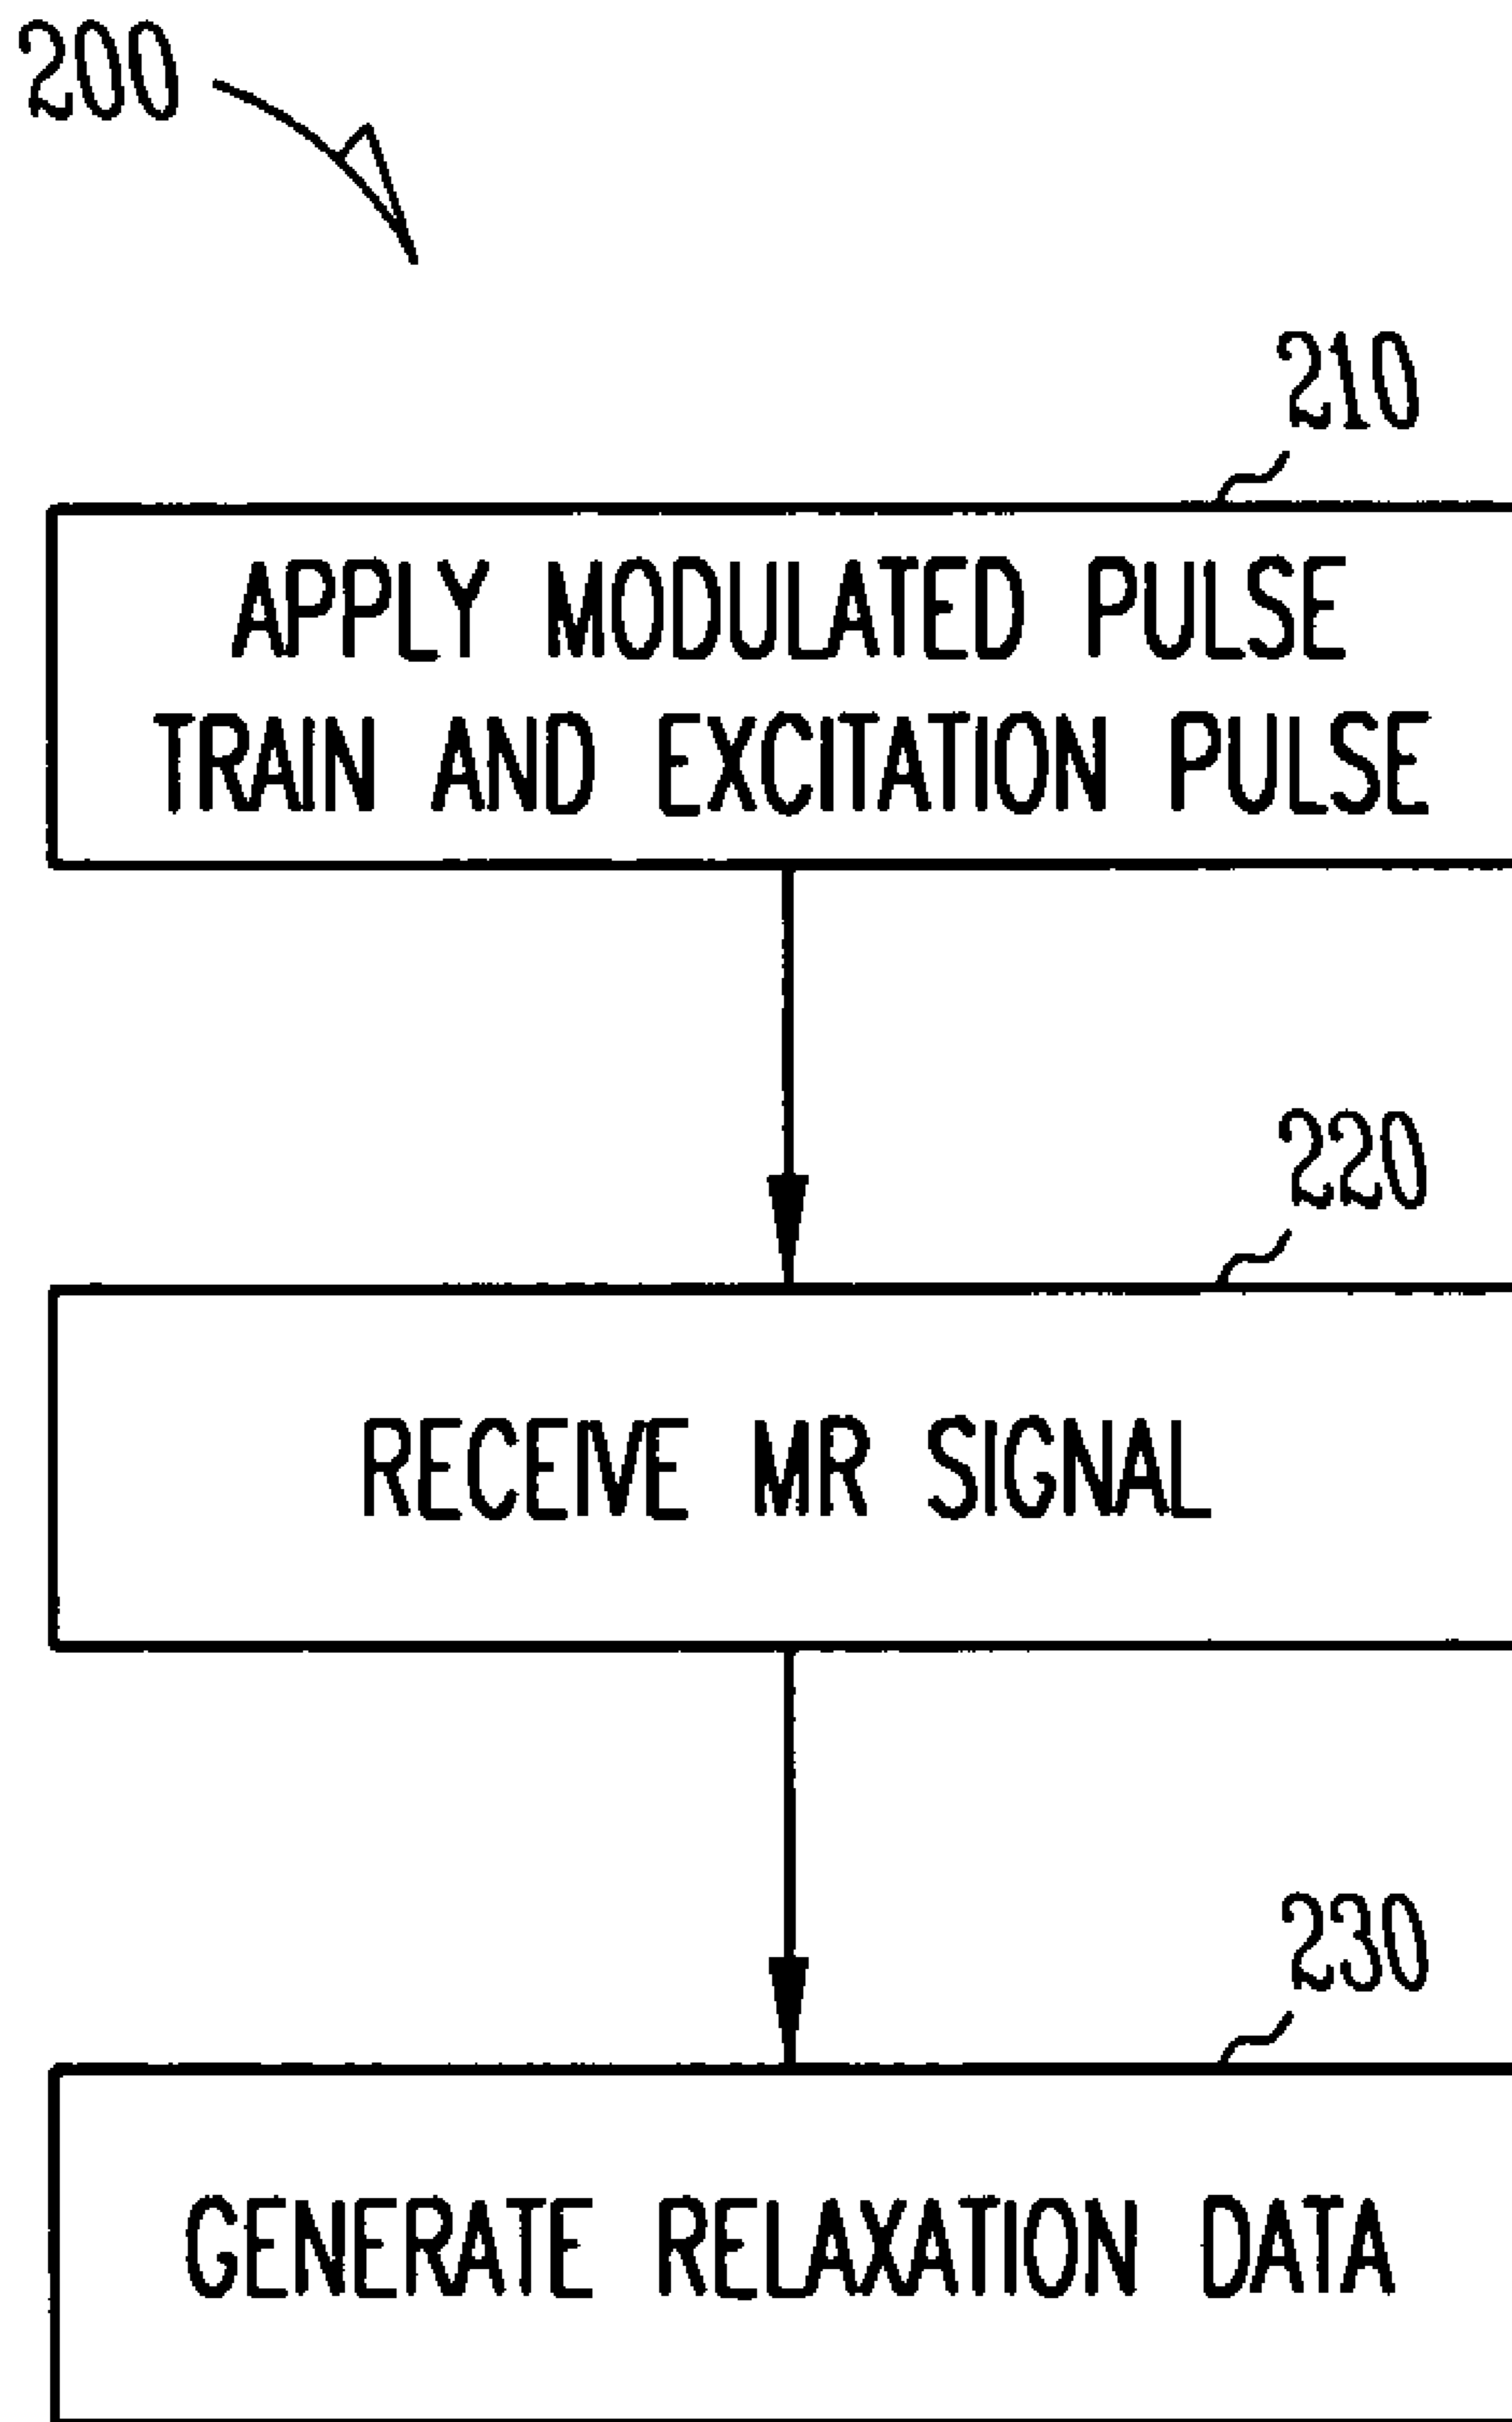 200
210
APPLY MODULATED PULSE
TRAIN AND EXCITATION PULSE
220
RECEIVE MR SIGNAL
230
GENERATE RELAXATION DATA